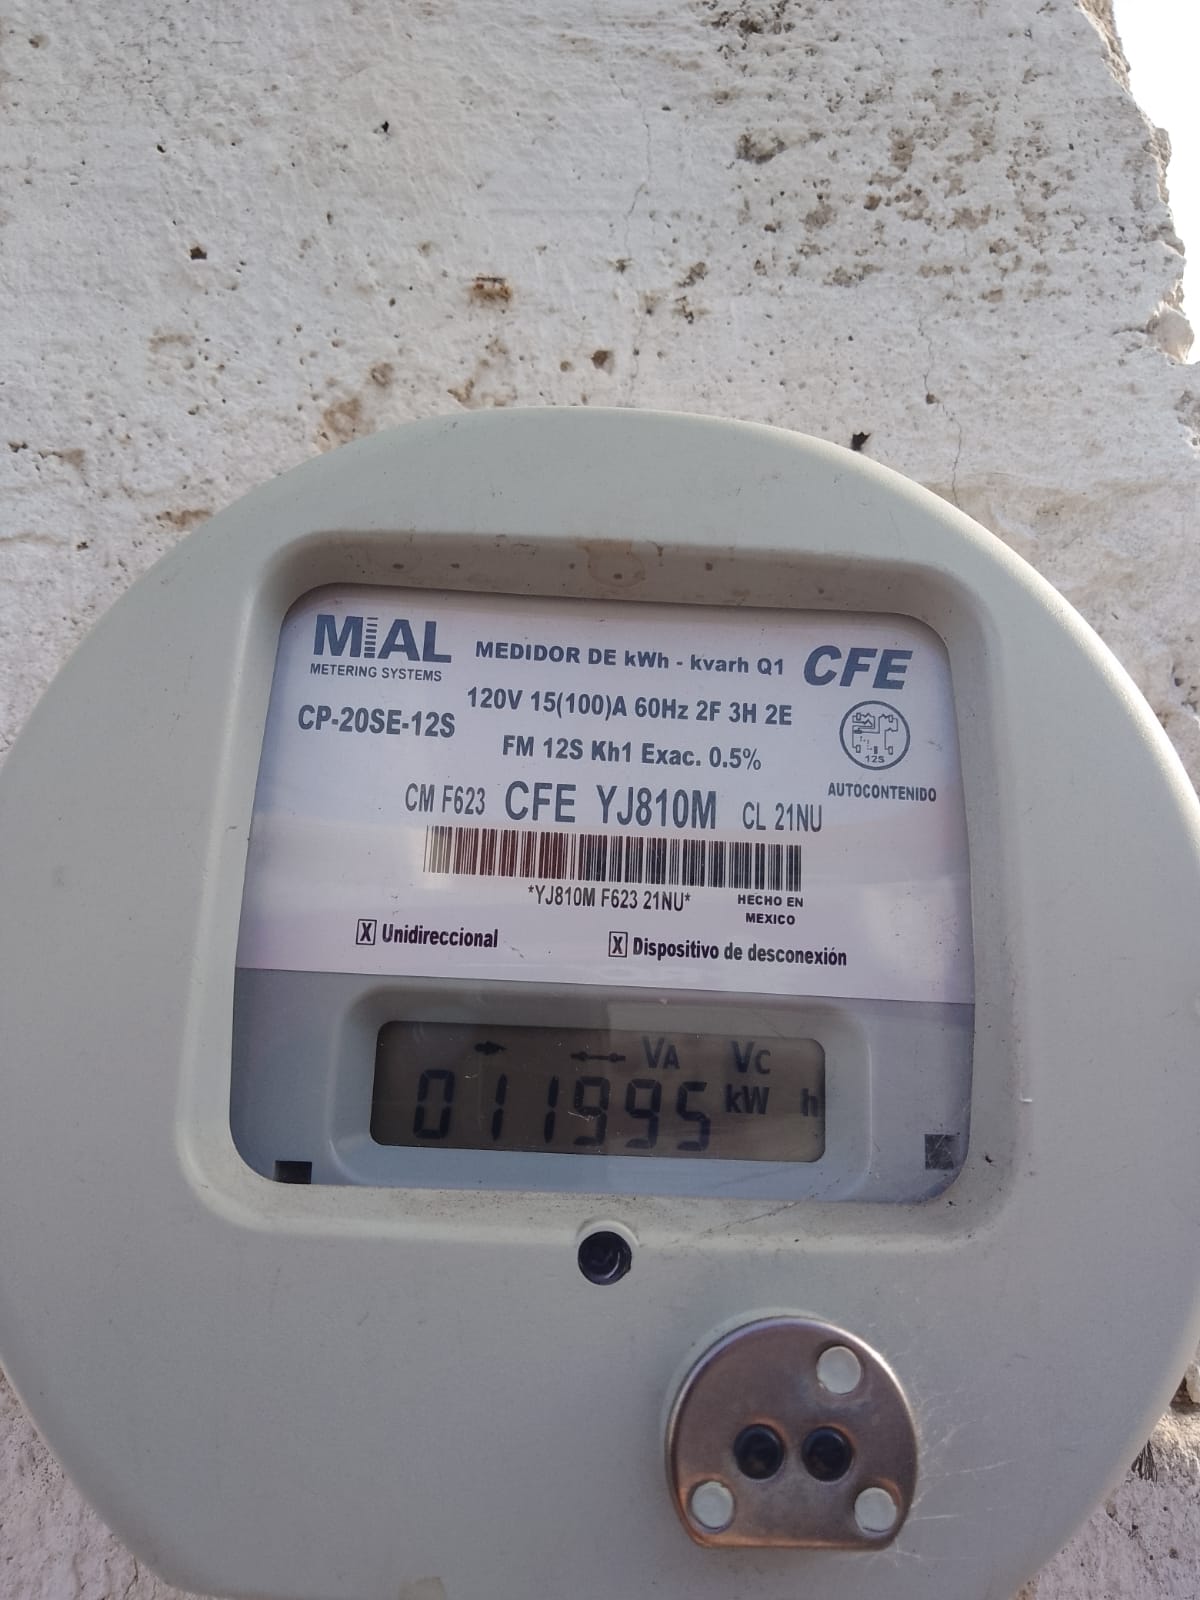 MIAL
METERING SYSTEMS
MEDIDOR DE kWh - kvarh Q1
CFE
CP-20SE-12S
120V 15(100)A 60Hz 2F 3H 2E
FM 12S Kh1 Exac. 0.5%
12S
AUTOCONTENIDO
CM F623 CFE YJ810M CL 21NU
*YJ810M F623 21NU*
HECHO EN
MEXICO
X Unidireccional
X Dispositivo de desconexión
VA VC
011995 kW h